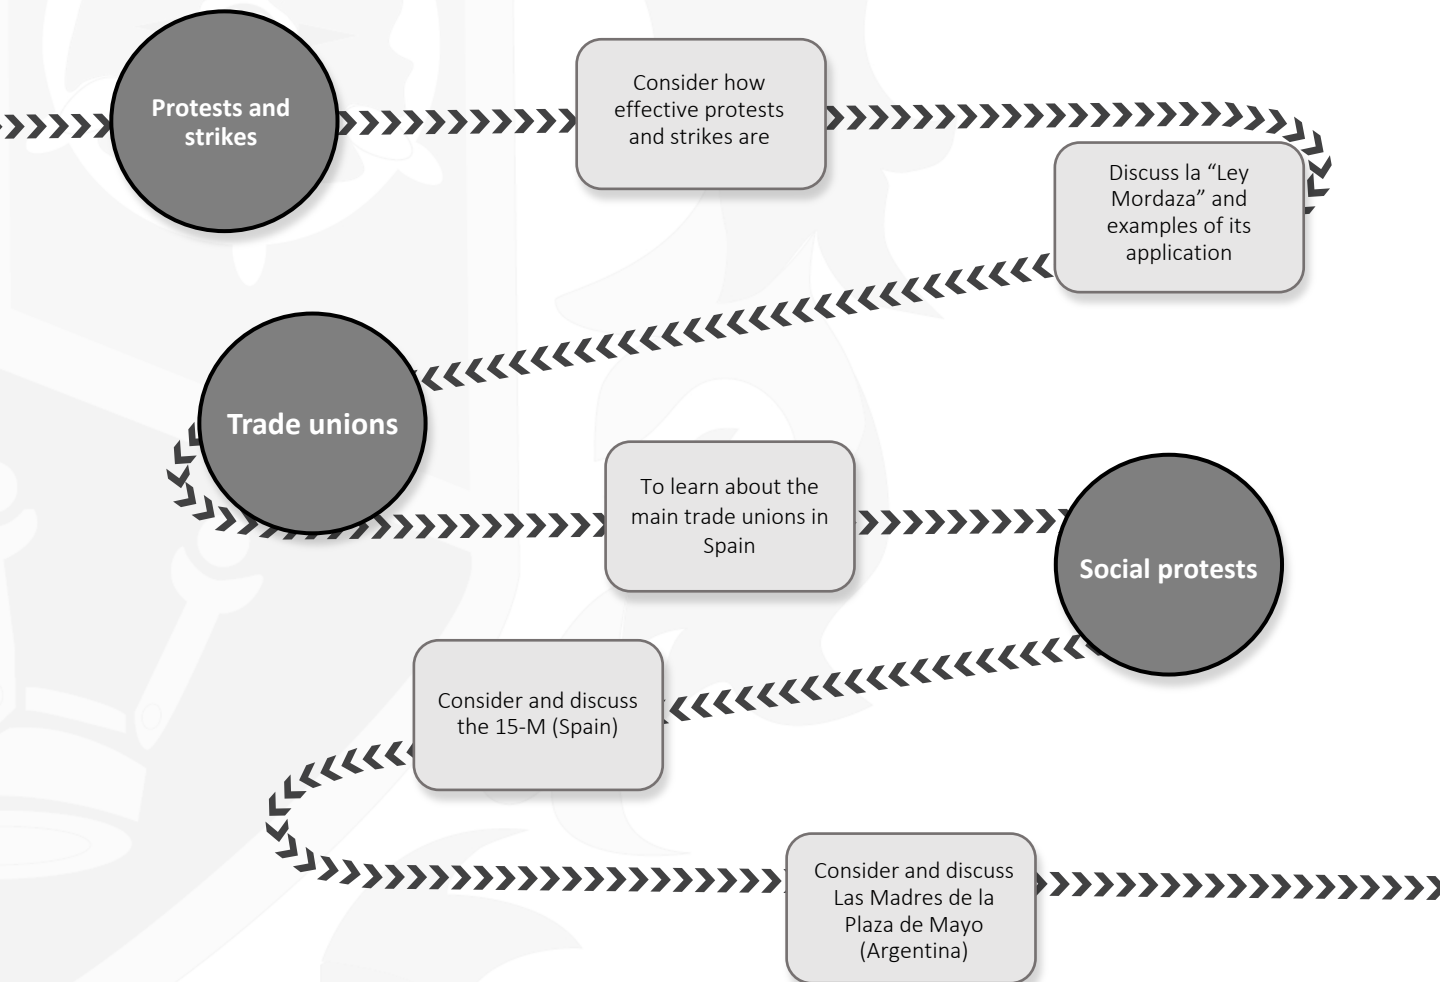 Protests and
strikes
Consider how
effective protests
and strikes are
Discuss la “Ley
Mordaza” and
examples of its
application
Trade unions
To learn about the
main trade unions in
Spain
Social protests
Consider and discuss
the 15-M (Spain)
Consider and discuss
Las Madres de la
Plaza de Mayo
(Argentina)